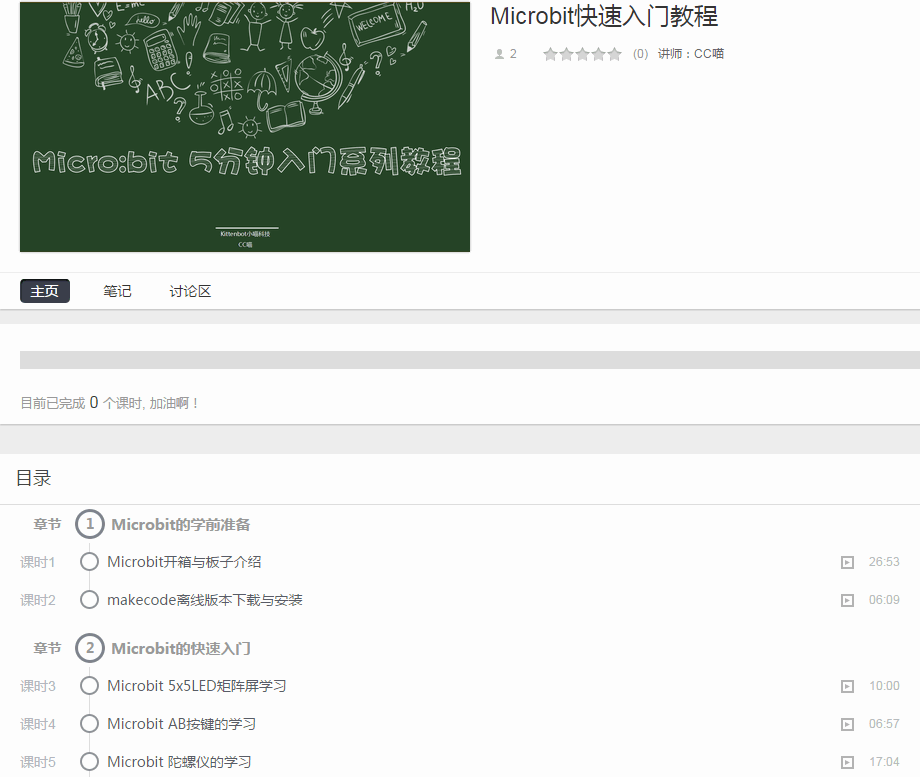 E=mc
H₂O
hello
WELCOME
ABC
Micro:bit 5分钟入门系列教程
Kittenbot小喵科技
CC喵
Microbit快速入门教程
2 (0) 讲师：CC喵
主页 笔记 讨论区
目前已完成 0 个课时, 加油啊！
目录
章节 1 Microbit的学前准备
课时1 Microbit开箱与板子介绍 26:53
课时2 makecode离线版本下载与安装 06:09
章节 2 Microbit的快速入门
课时3 Microbit 5x5LED矩阵屏学习 10:00
课时4 Microbit AB按键的学习 06:57
课时5 Microbit 陀螺仪的学习 17:04